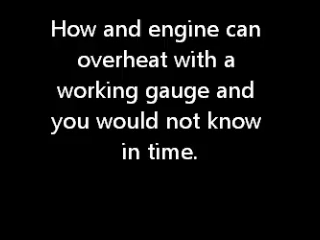 How and engine can
overheat with a
working gauge and
you would not know
in time.